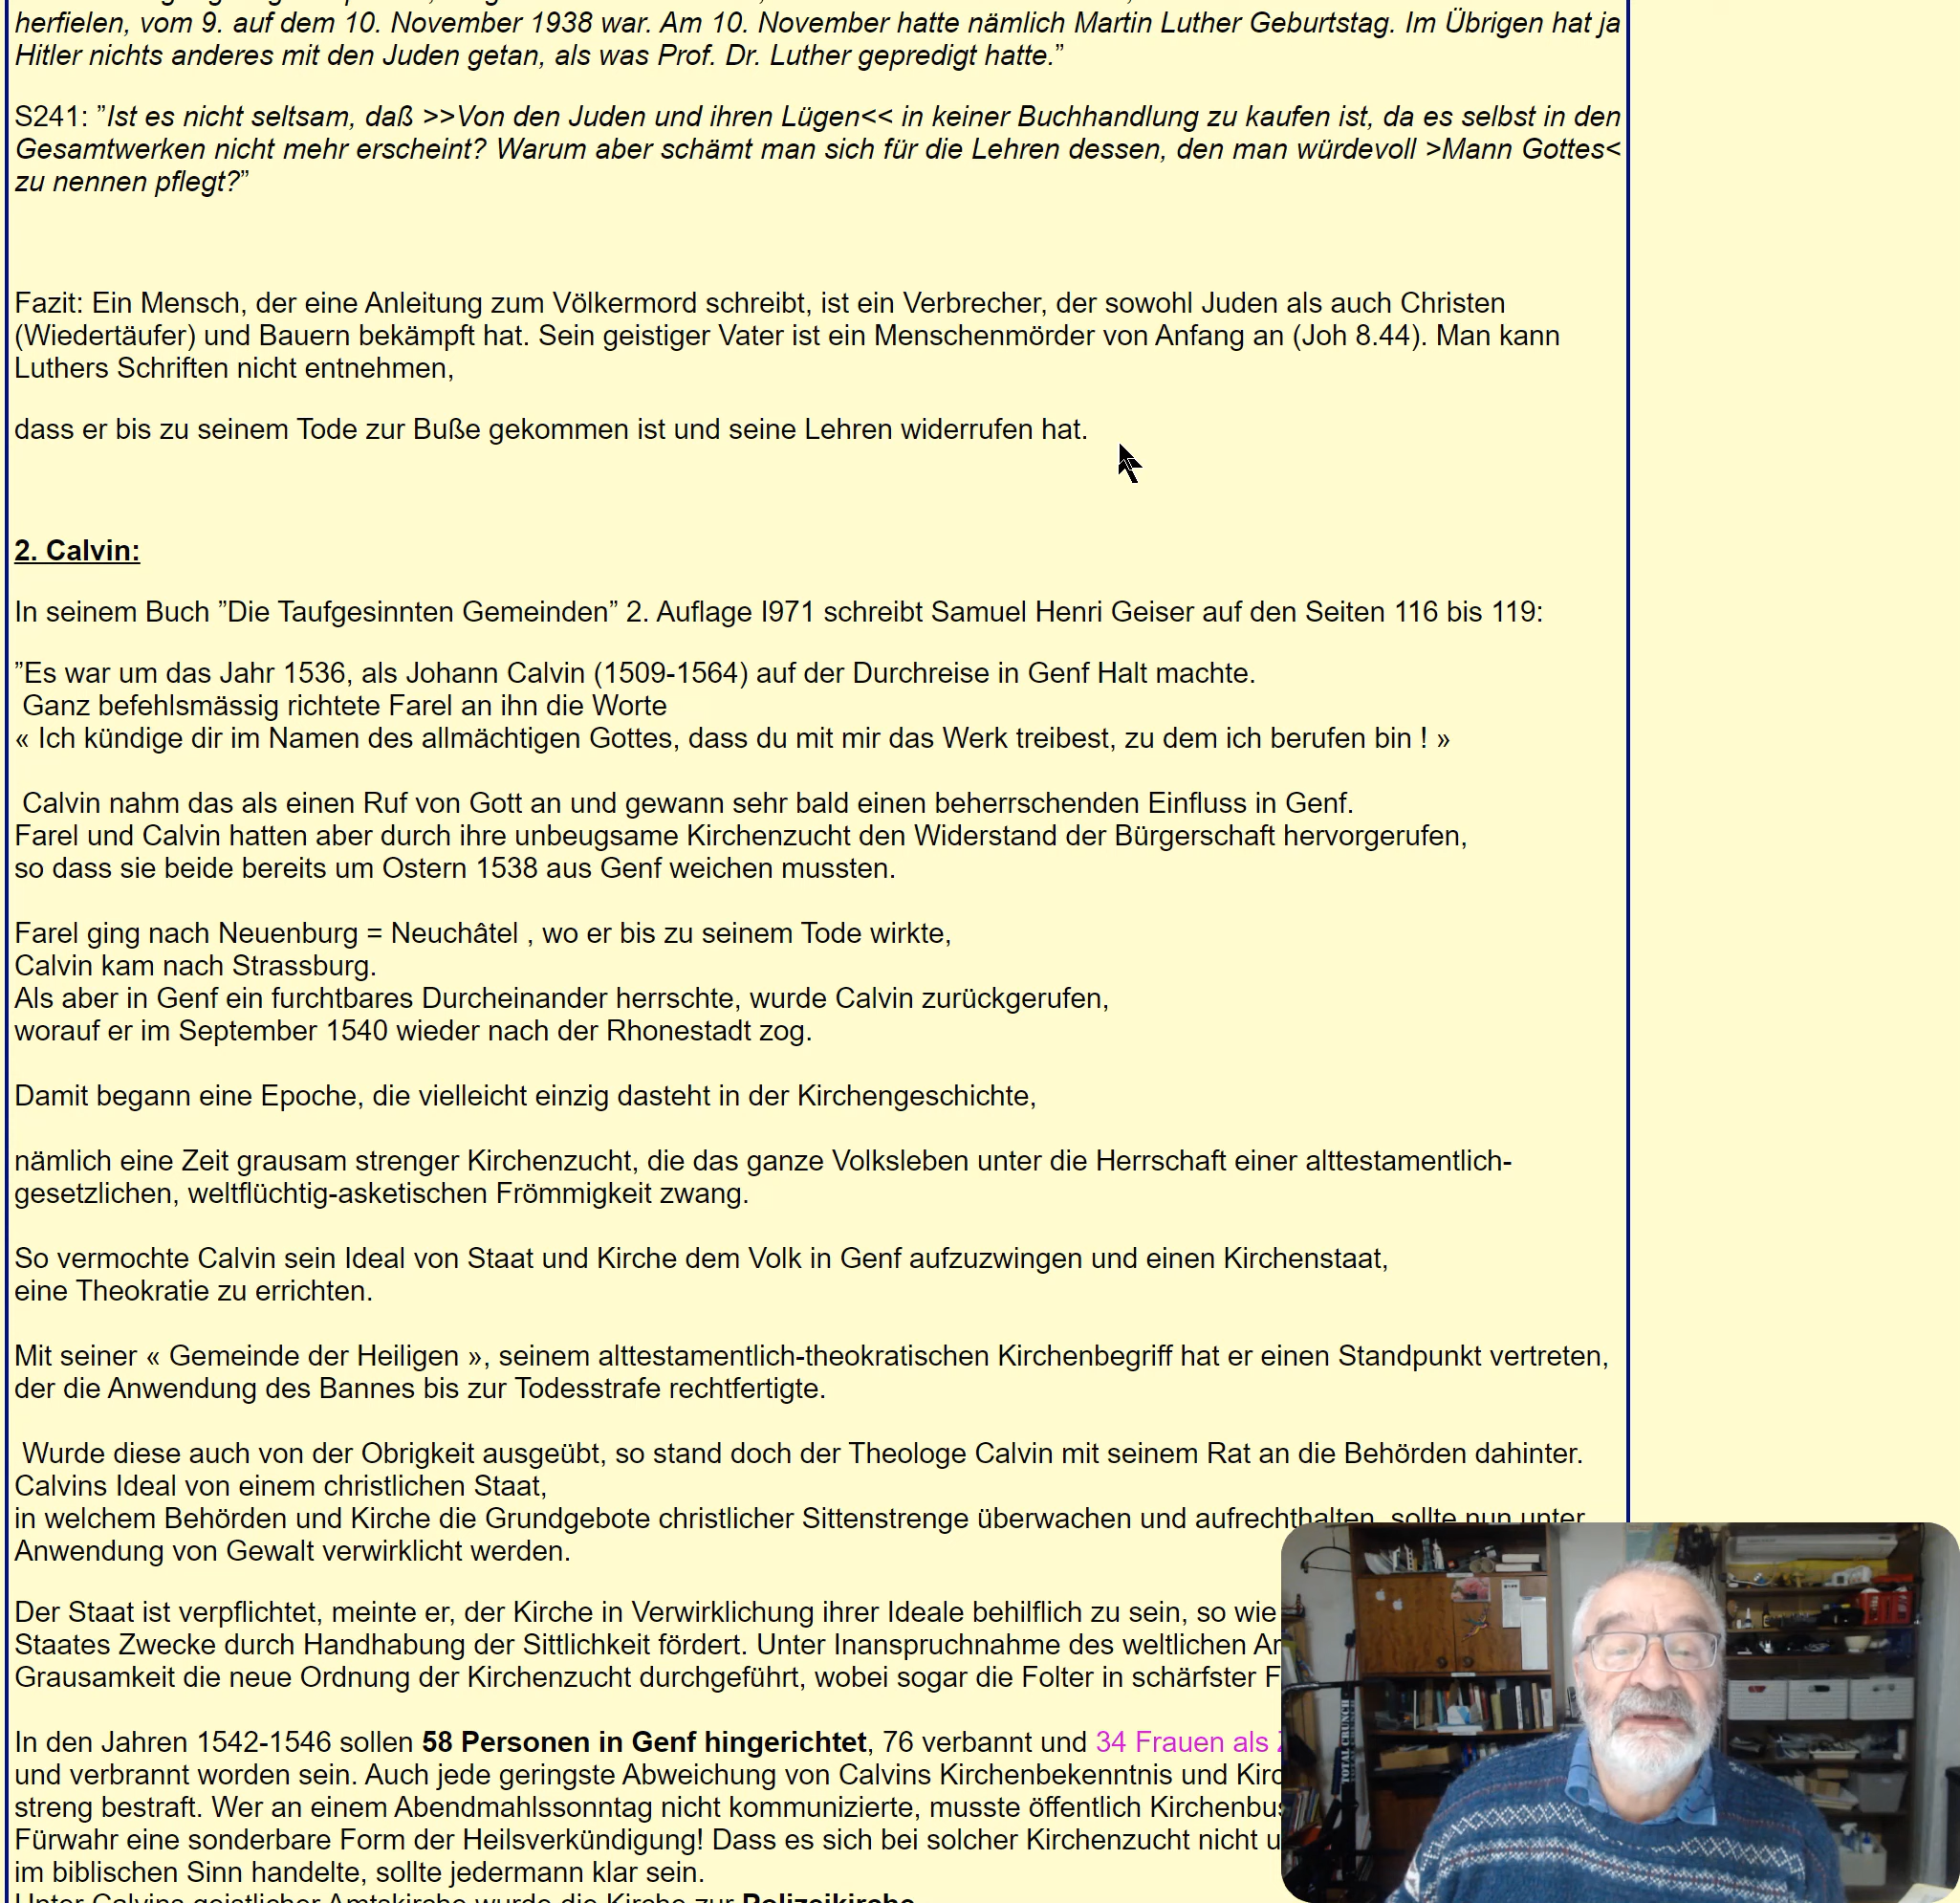 herfielen, vom 9. auf dem 10. November 1938 war. Am 10. November hatte nämlich Martin Luther Geburtstag. Im Übrigen hat ja
Hitler nichts anderes mit den Juden getan, als was Prof. Dr. Luther gepredigt hatte.”
S241: ”Ist es nicht seltsam, daß >>Von den Juden und ihren Lügen<< in keiner Buchhandlung zu kaufen ist, da es selbst in den
Gesamtwerken nicht mehr erscheint? Warum aber schämt man sich für die Lehren dessen, den man würdevoll >Mann Gottes<
zu nennen pflegt?”
Fazit: Ein Mensch, der eine Anleitung zum Völkermord schreibt, ist ein Verbrecher, der sowohl Juden als auch Christen
(Wiedertäufer) und Bauern bekämpft hat. Sein geistiger Vater ist ein Menschenmörder von Anfang an (Joh 8.44). Man kann
Luthers Schriften nicht entnehmen,
dass er bis zu seinem Tode zur Buße gekommen ist und seine Lehren widerrufen hat.
2. Calvin:
In seinem Buch ”Die Taufgesinnten Gemeinden” 2. Auflage I971 schreibt Samuel Henri Geiser auf den Seiten 116 bis 119:
”Es war um das Jahr 1536, als Johann Calvin (1509-1564) auf der Durchreise in Genf Halt machte.
Ganz befehlsmässig richtete Farel an ihn die Worte
« Ich kündige dir im Namen des allmächtigen Gottes, dass du mit mir das Werk treibest, zu dem ich berufen bin ! »
Calvin nahm das als einen Ruf von Gott an und gewann sehr bald einen beherrschenden Einfluss in Genf.
Farel und Calvin hatten aber durch ihre unbeugsame Kirchenzucht den Widerstand der Bürgerschaft hervorgerufen,
so dass sie beide bereits um Ostern 1538 aus Genf weichen mussten.
Farel ging nach Neuenburg = Neuchâtel , wo er bis zu seinem Tode wirkte,
Calvin kam nach Strassburg.
Als aber in Genf ein furchtbares Durcheinander herrschte, wurde Calvin zurückgerufen,
worauf er im September 1540 wieder nach der Rhonestadt zog.
Damit begann eine Epoche, die vielleicht einzig dasteht in der Kirchengeschichte,
nämlich eine Zeit grausam strenger Kirchenzucht, die das ganze Volksleben unter die Herrschaft einer alttestamentlich-
gesetzlichen, weltflüchtig-asketischen Frömmigkeit zwang.
So vermochte Calvin sein Ideal von Staat und Kirche dem Volk in Genf aufzuzwingen und einen Kirchenstaat,
eine Theokratie zu errichten.
Mit seiner « Gemeinde der Heiligen », seinem alttestamentlich-theokratischen Kirchenbegriff hat er einen Standpunkt vertreten,
der die Anwendung des Bannes bis zur Todesstrafe rechtfertigte.
Wurde diese auch von der Obrigkeit ausgeübt, so stand doch der Theologe Calvin mit seinem Rat an die Behörden dahinter.
Calvins Ideal von einem christlichen Staat,
in welchem Behörden und Kirche die Grundgebote christlicher Sittenstrenge überwachen und aufrechthalten, sollte nun unter
Anwendung von Gewalt verwirklicht werden.
Der Staat ist verpflichtet, meinte er, der Kirche in Verwirklichung ihrer Ideale behilflich zu sein, so wie
Staates Zwecke durch Handhabung der Sittlichkeit fördert. Unter Inanspruchnahme des weltlichen
Grausamkeit die neue Ordnung der Kirchenzucht durchgeführt, wobei sogar die Folter in schärfster
In den Jahren 1542-1546 sollen 58 Personen in Genf hingerichtet, 76 verbannt und 34 Frauen als
und verbrannt worden sein. Auch jede geringste Abweichung von Calvins Kirchenbekenntnis und
streng bestraft. Wer an einem Abendmahlssonntag nicht kommunizierte, musste öffentlich
Fürwahr eine sonderbare Form der Heilsverkündigung! Dass es sich bei solcher Kirchenzucht nicht
im biblischen Sinn handelte, sollte jedermann klar sein.
Unter Calvins geistlicher Amtskirche wurde die Kirche zur Polizeikirche
TOTAL CRUNCH